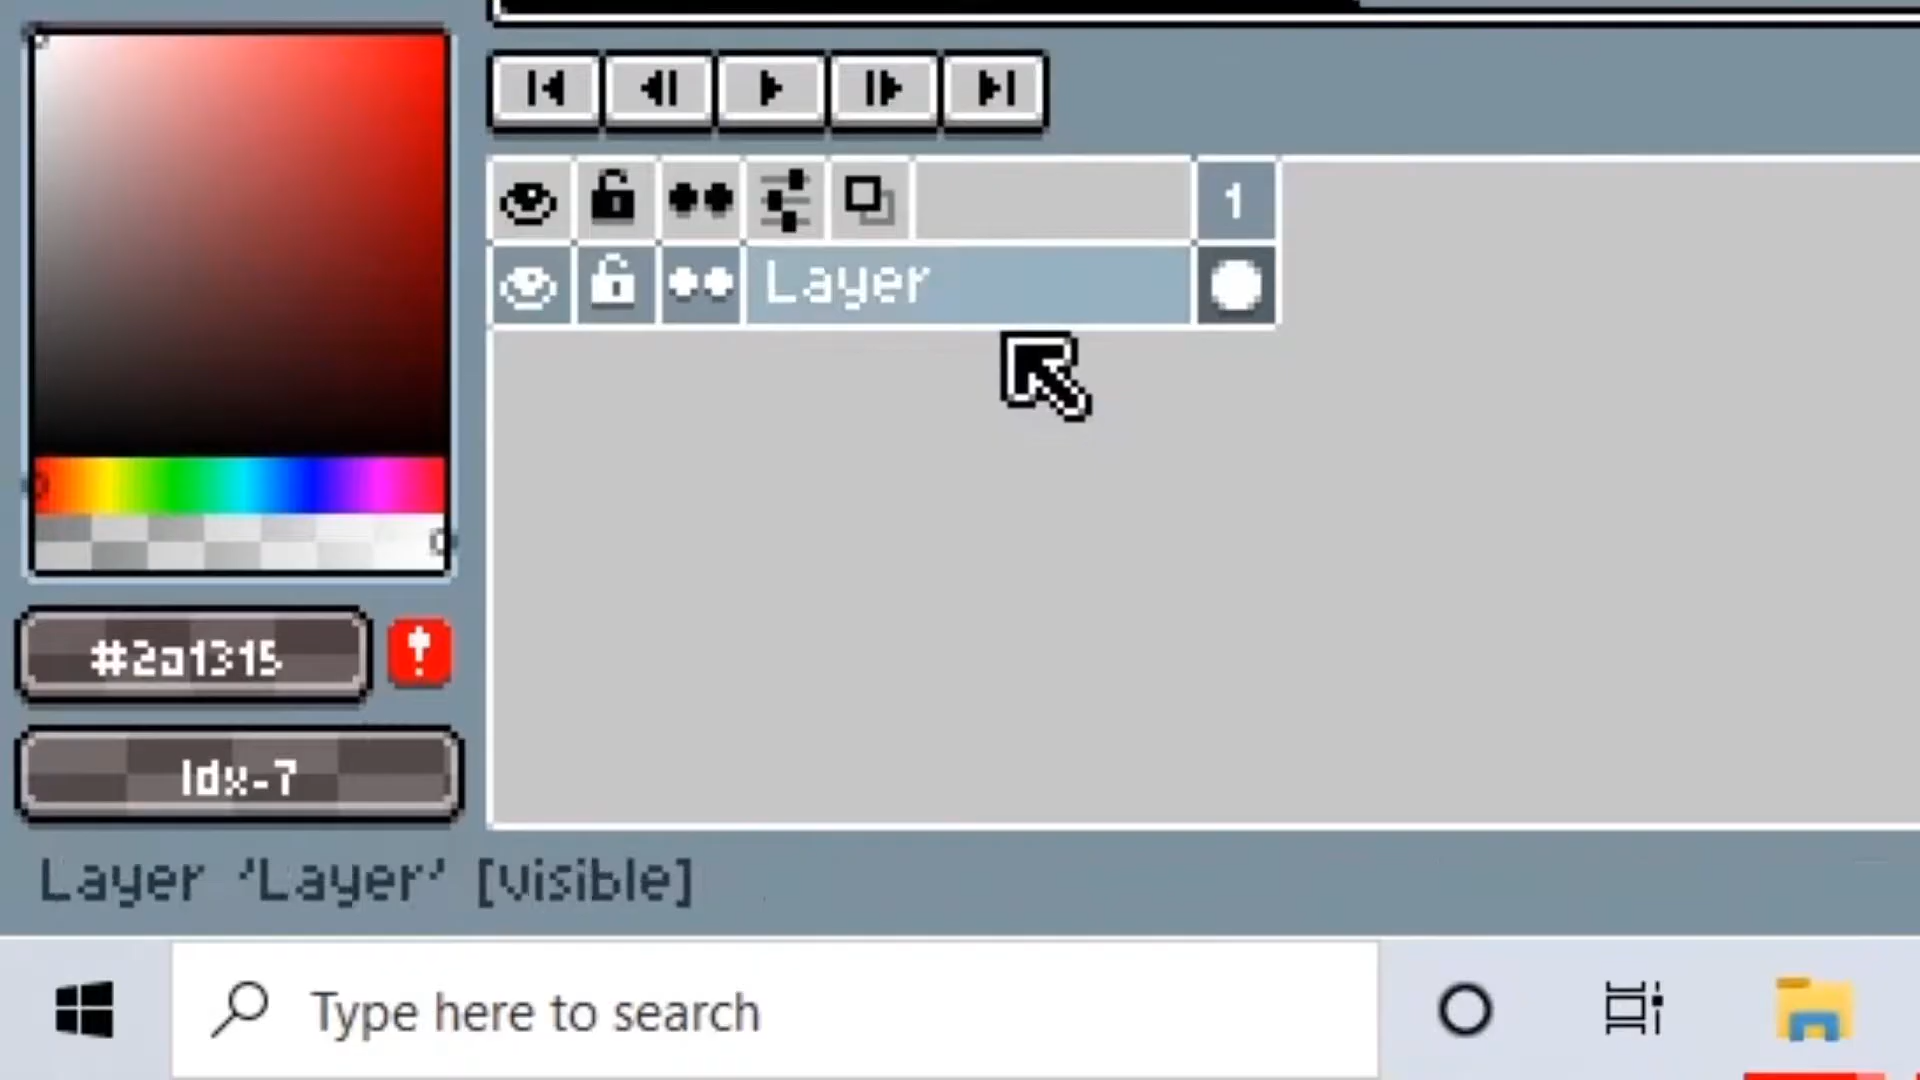 1
Layer
#2a1315
!
Idx-7
Layer 'Layer' [visible]
Type here to search